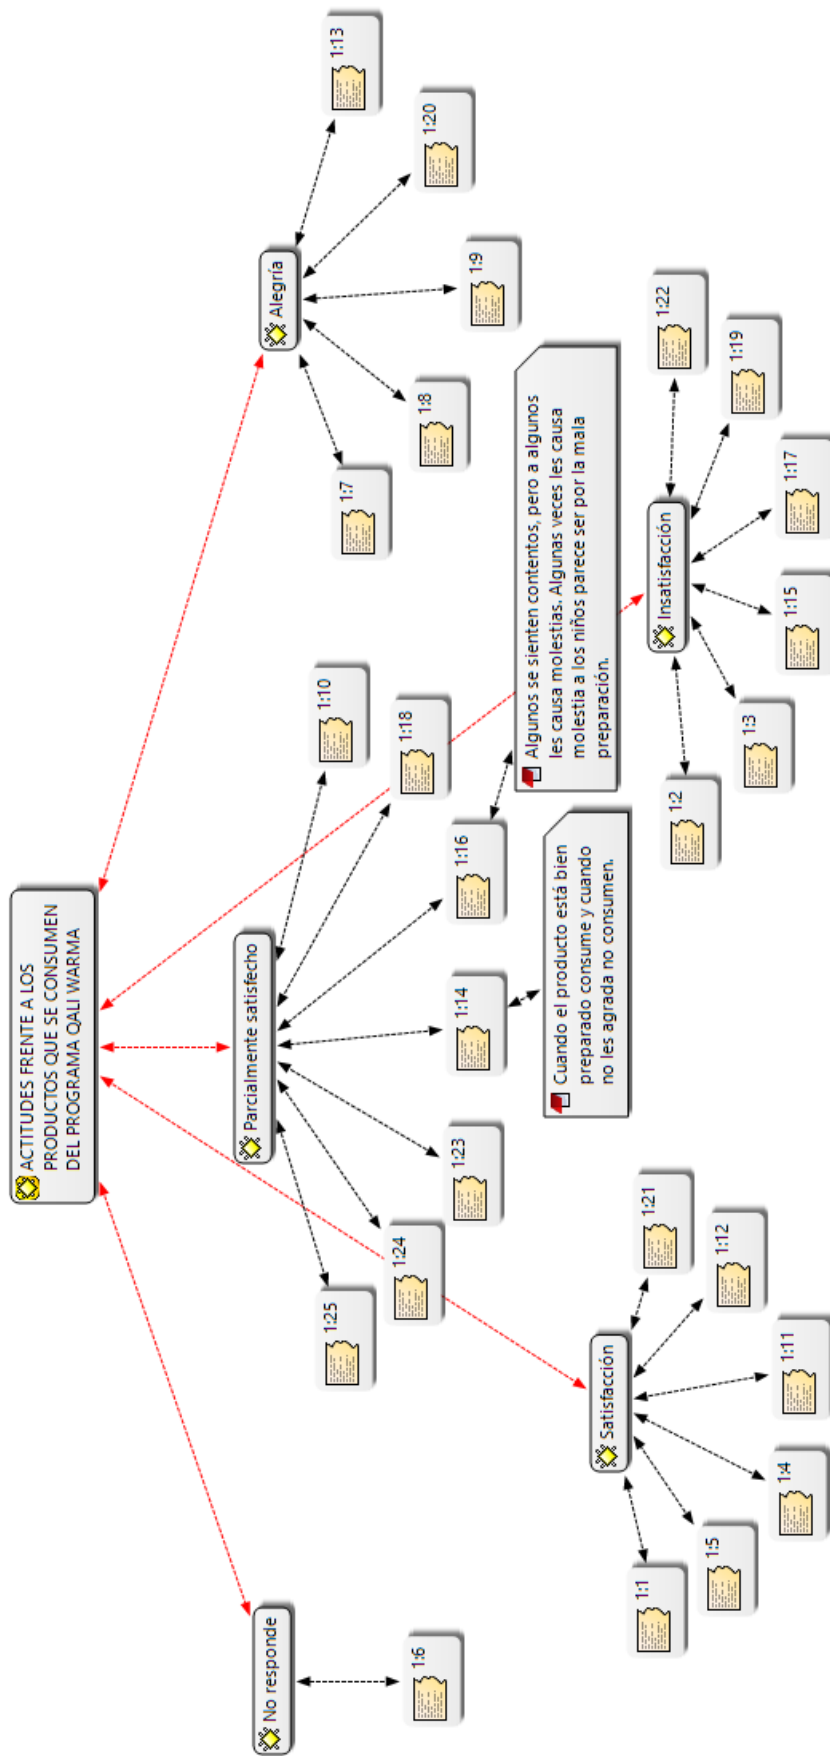 ACTITUDES FRENTE A LOS
PRODUCTOS QUE SE CONSUMEN
DEL PROGRAMA QALI WARMA
No responde
1:6
Parcialmente satisfecho
1:25
1:24
1:23
1:14
1:16
1:18
1:10
Alegría
1:7
1:8
1:9
1:20
1:13
Cuando el producto está bien
preparado consume y cuando
no les agrada no consumen.
Algunos se sienten contentos, pero a algunos
les causa molestias. Algunas veces les causa
molestia a los niños parece ser por la mala
preparación.
Satisfacción
1:1
1:5
1:4
1:11
1:12
1:21
Insatisfacción
1:2
1:3
1:15
1:17
1:19
1:22